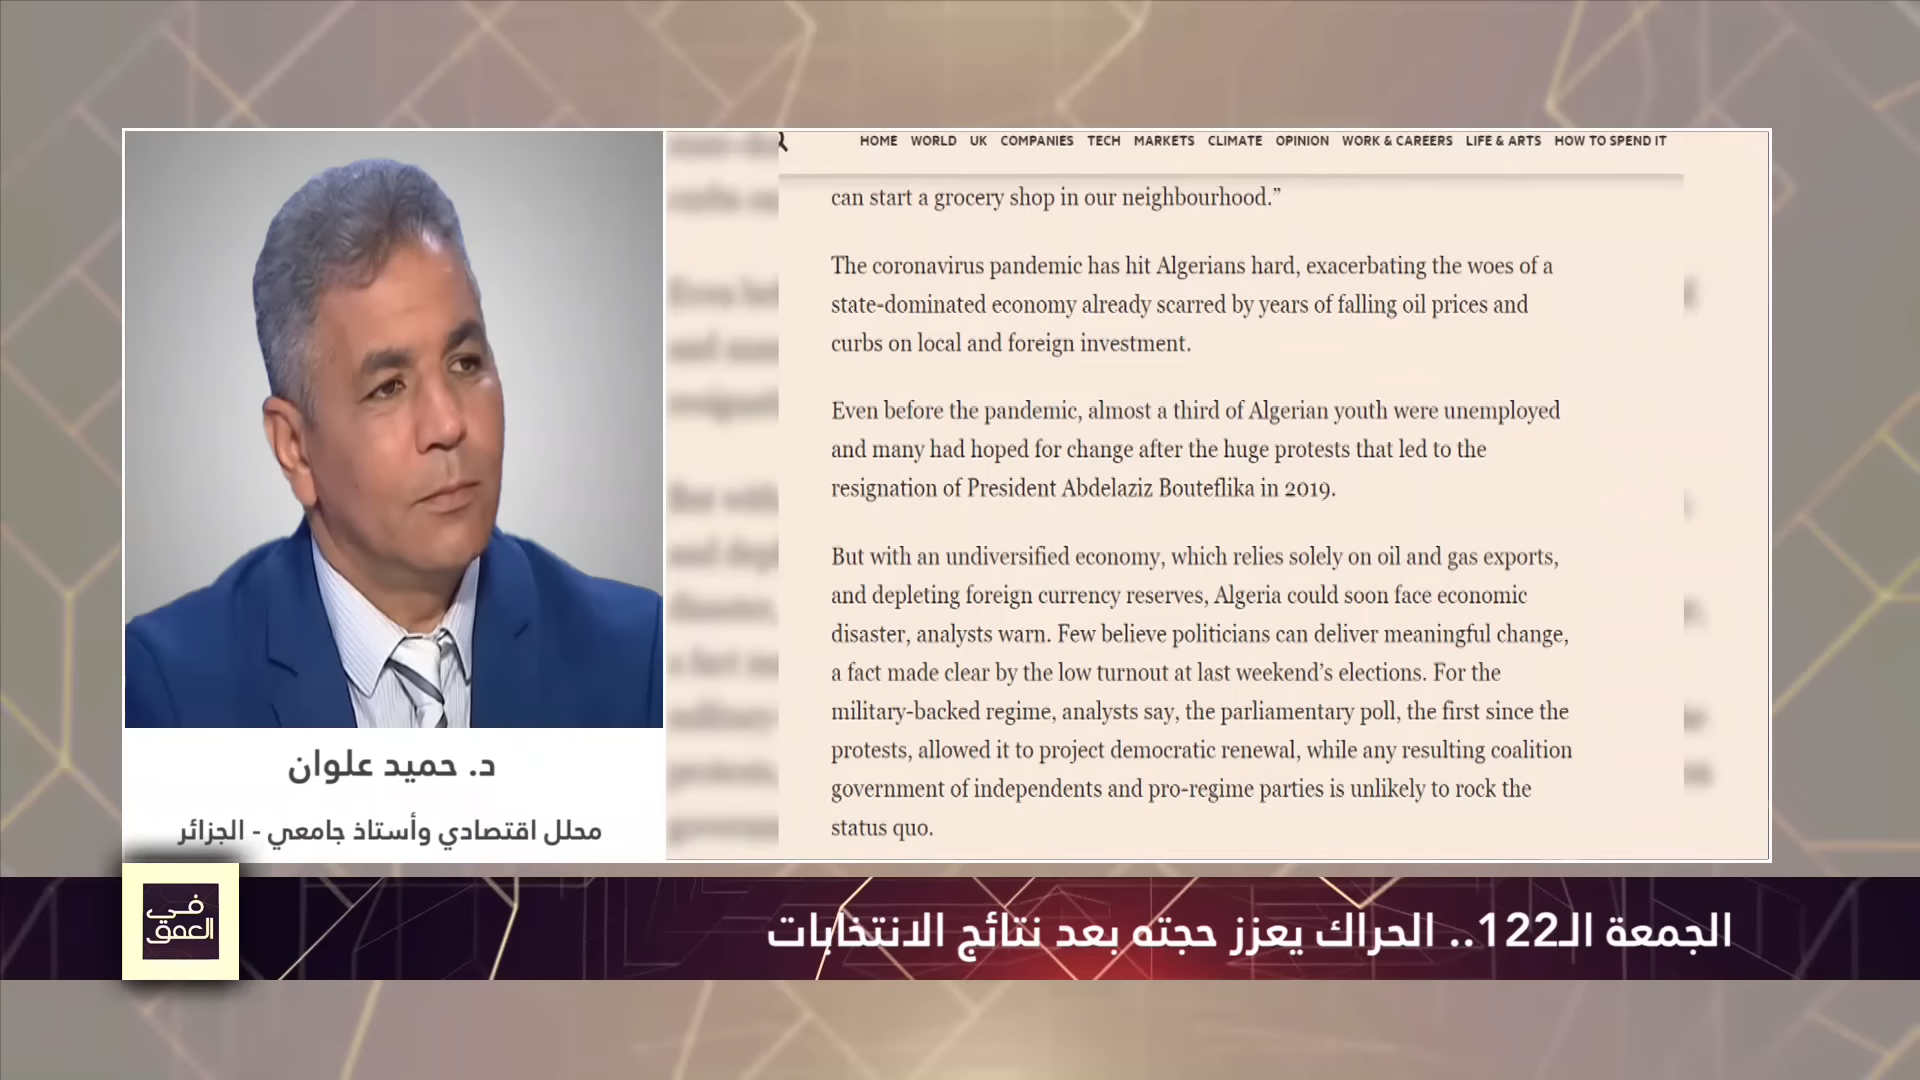 HOME WORLD UK COMPANIES TECH MARKETS CLIMATE OPINION WORK & CAREERS LIFE & ARTS HOW TO SPEND IT
can start a grocery shop in our neighbourhood.”
The coronavirus pandemic has hit Algerians hard, exacerbating the woes of a
state-dominated economy already scarred by years of falling oil prices and
curbs on local and foreign investment.
Even before the pandemic, almost a third of Algerian youth were unemployed
and many had hoped for change after the huge protests that led to the
resignation of President Abdelaziz Bouteflika in 2019.
But with an undiversified economy, which relies solely on oil and gas exports,
and depleting foreign currency reserves, Algeria could soon face economic
disaster, analysts warn. Few believe politicians can deliver meaningful change,
a fact made clear by the low turnout at last weekend’s elections. For the
military-backed regime, analysts say, the parliamentary poll, the first since the
protests, allowed it to project democratic renewal, while any resulting coalition
government of independents and pro-regime parties is unlikely to rock the
status quo.
د. حميد علوان
محلل اقتصادي وأستاذ جامعي - الجزائر
في
العمق
الجمعة الـ122.. الحراك يعزز حجته بعد نتائج الانتخابات